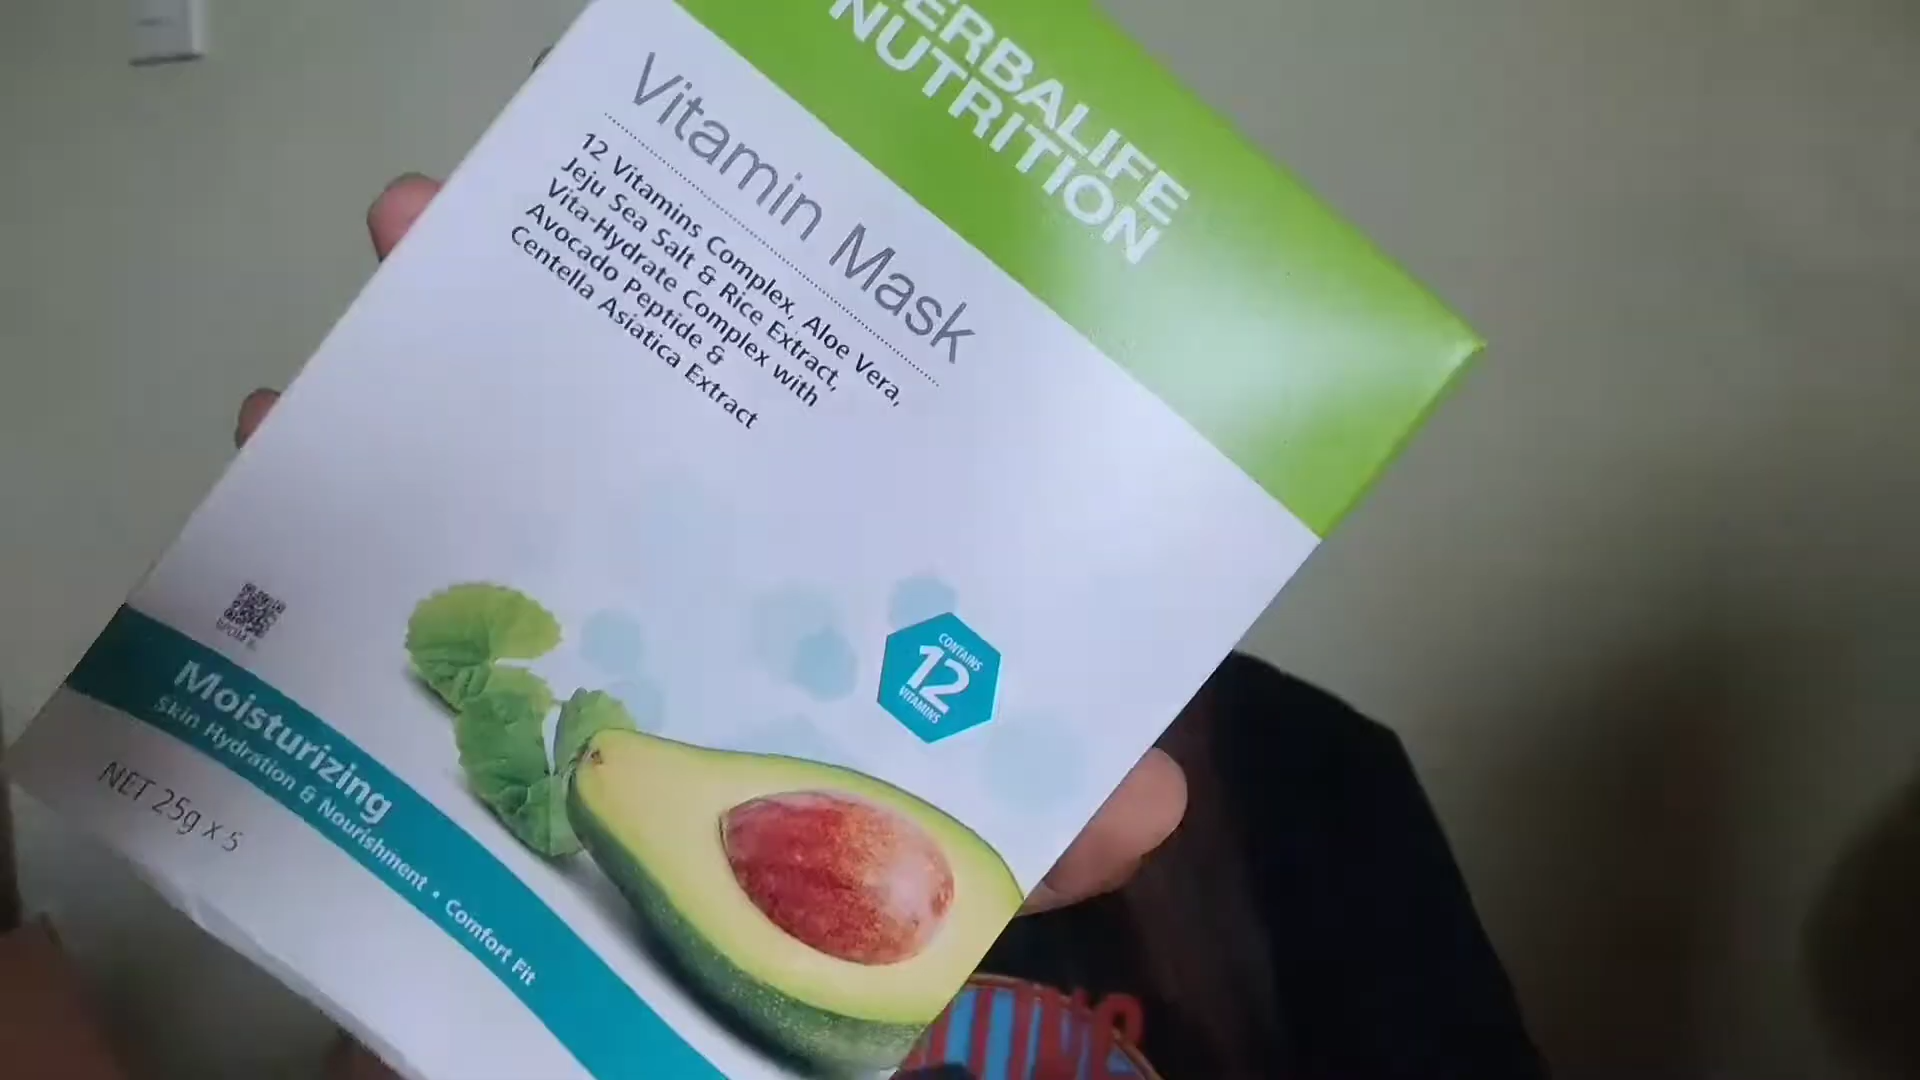 ERBALIFE
NUTRITION
Vitamin Mask
12 Vitamins Complex, Aloe Vera,
Jeju Sea Salt & Rice Extract,
Vita-Hydrate Complex with
Avocado Peptide &
Centella Asiatica Extract
CONTAINS
12
VITAMINS
Moisturizing
Skin Hydration & Nourishment • Comfort Fit
NET 25g x 5